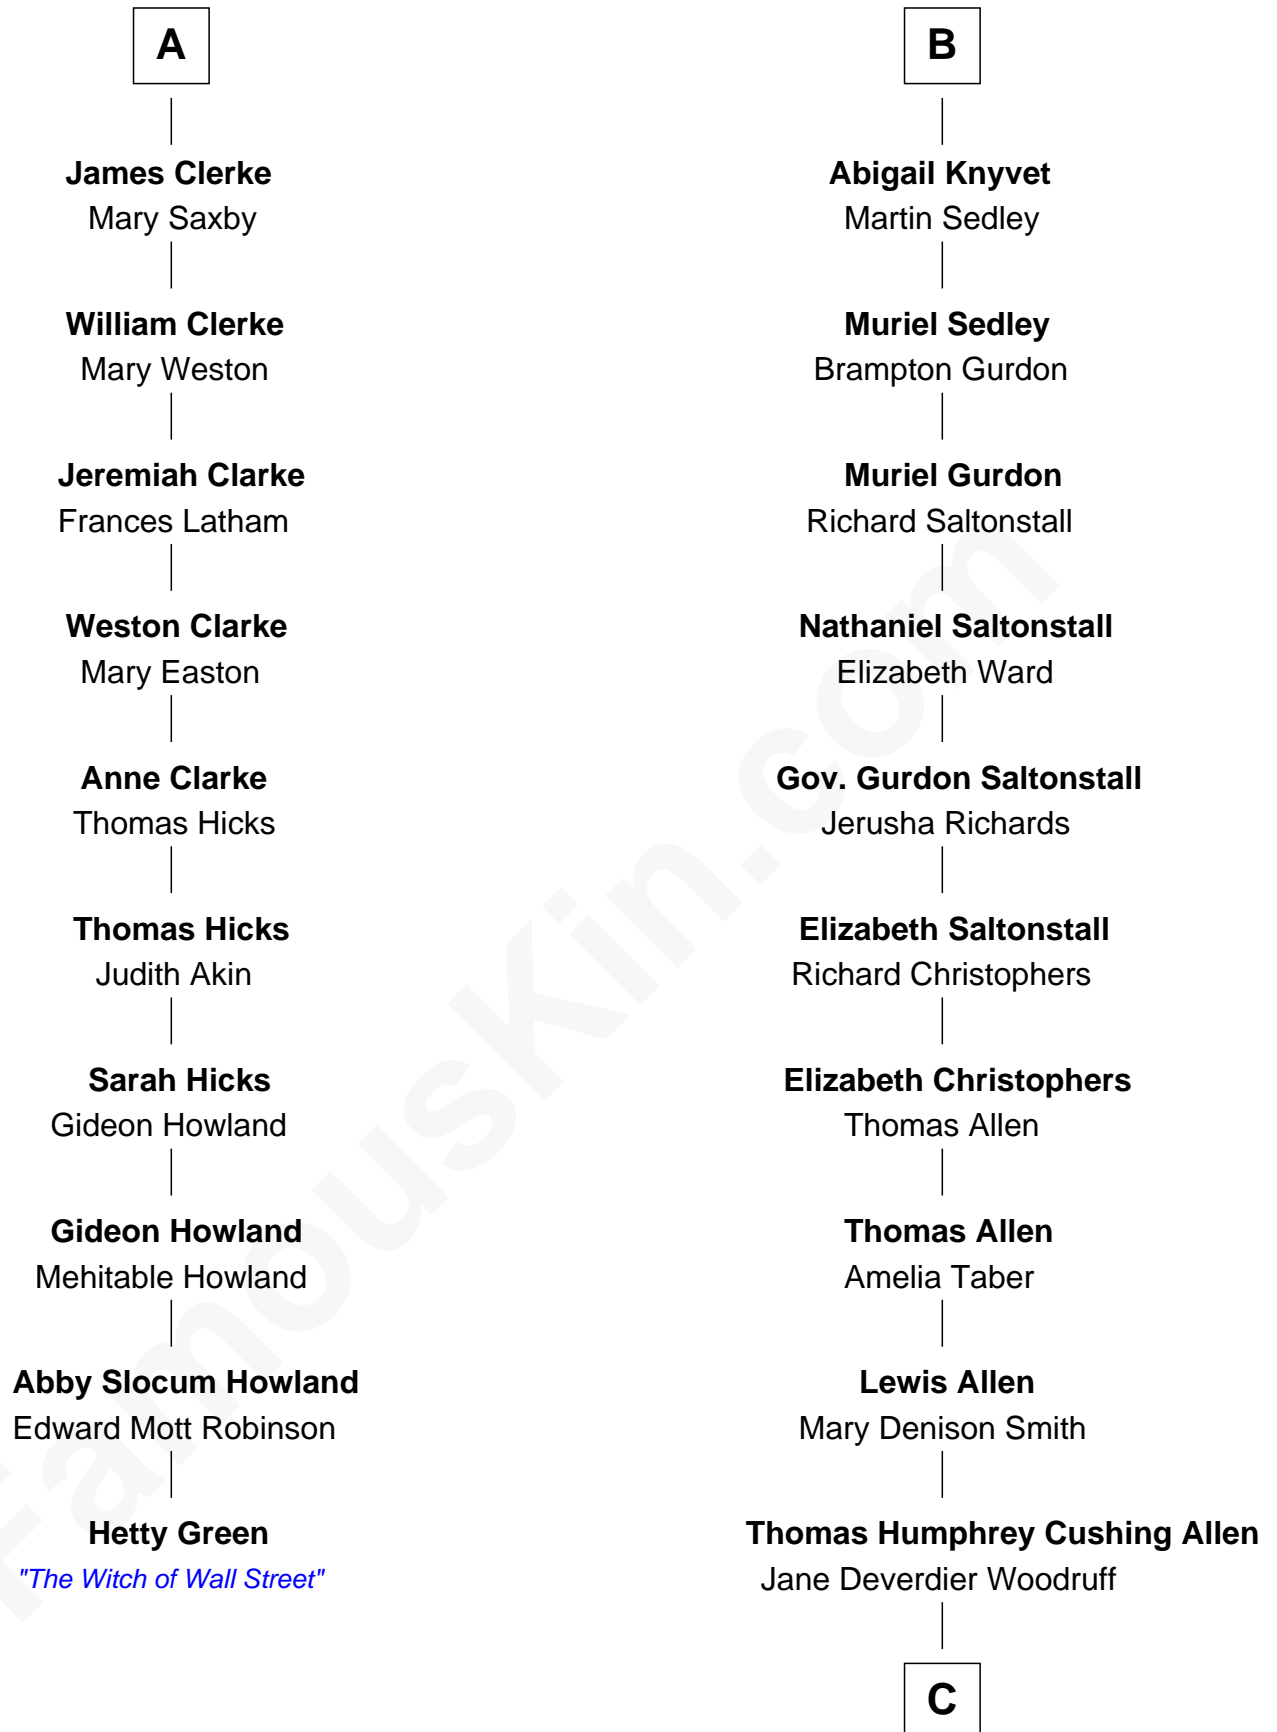 A
James Clerke
Mary Saxby
William Clerke
Mary Weston
Jeremiah Clarke
Frances Latham
Weston Clarke
Mary Easton
Anne Clarke
Thomas Hicks
Thomas Hicks
Judith Akin
Sarah Hicks
Gideon Howland
Gideon Howland
Mehitable Howland
Abby Slocum Howland
Edward Mott Robinson
Hetty Green
"The Witch of Wall Street"
B
Abigail Knyvet
Martin Sedley
Muriel Sedley
Brampton Gurdon
Muriel Gurdon
Richard Saltonstall
Nathaniel Saltonstall
Elizabeth Ward
Gov. Gurdon Saltonstall
Jerusha Richards
Elizabeth Saltonstall
Richard Christophers
Elizabeth Christophers
Thomas Allen
Thomas Allen
Amelia Taber
Lewis Allen
Mary Denison Smith
Thomas Humphrey Cushing Allen
Jane Deverdier Woodruff
C
FamousKin.com